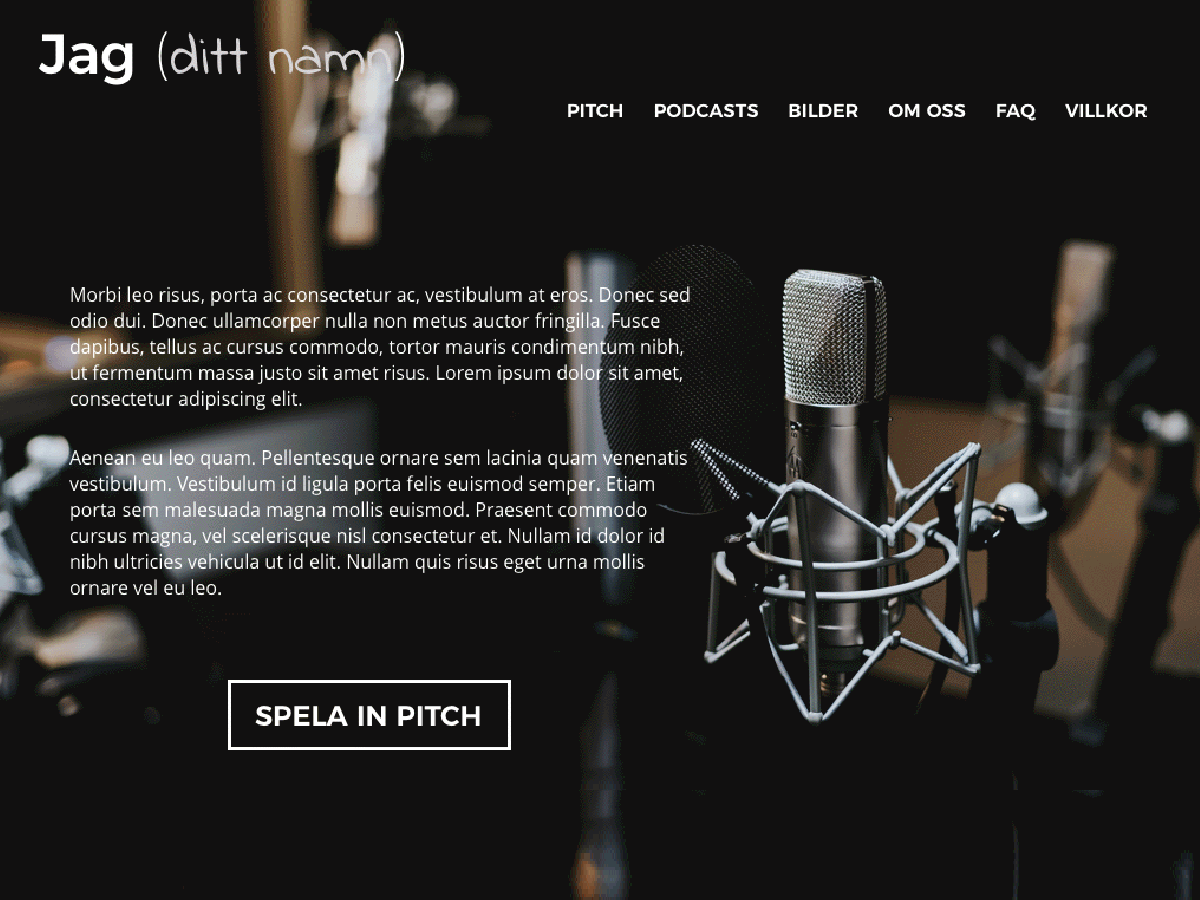 Jag (ditt namn)
PITCH PODCASTS BILDER OM OSS FAQ VILLKOR
Morbi leo risus, porta ac consectetur ac, vestibulum at eros. Donec sed
odio dui. Donec ullamcorper nulla non metus auctor fringilla. Fusce
dapibus, tellus ac cursus commodo, tortor mauris condimentum nibh,
ut fermentum massa justo sit amet risus. Lorem ipsum dolor sit amet,
consectetur adipiscing elit.
Aenean eu leo quam. Pellentesque ornare sem lacinia quam venenatis
vestibulum. Vestibulum id ligula porta felis euismod semper. Etiam
porta sem malesuada magna mollis euismod. Praesent commodo
cursus magna, vel scelerisque nisl consectetur et. Nullam id dolor id
nibh ultricies vehicula ut id elit. Nullam quis risus eget urna mollis
ornare vel eu leo.
SPELA IN PITCH